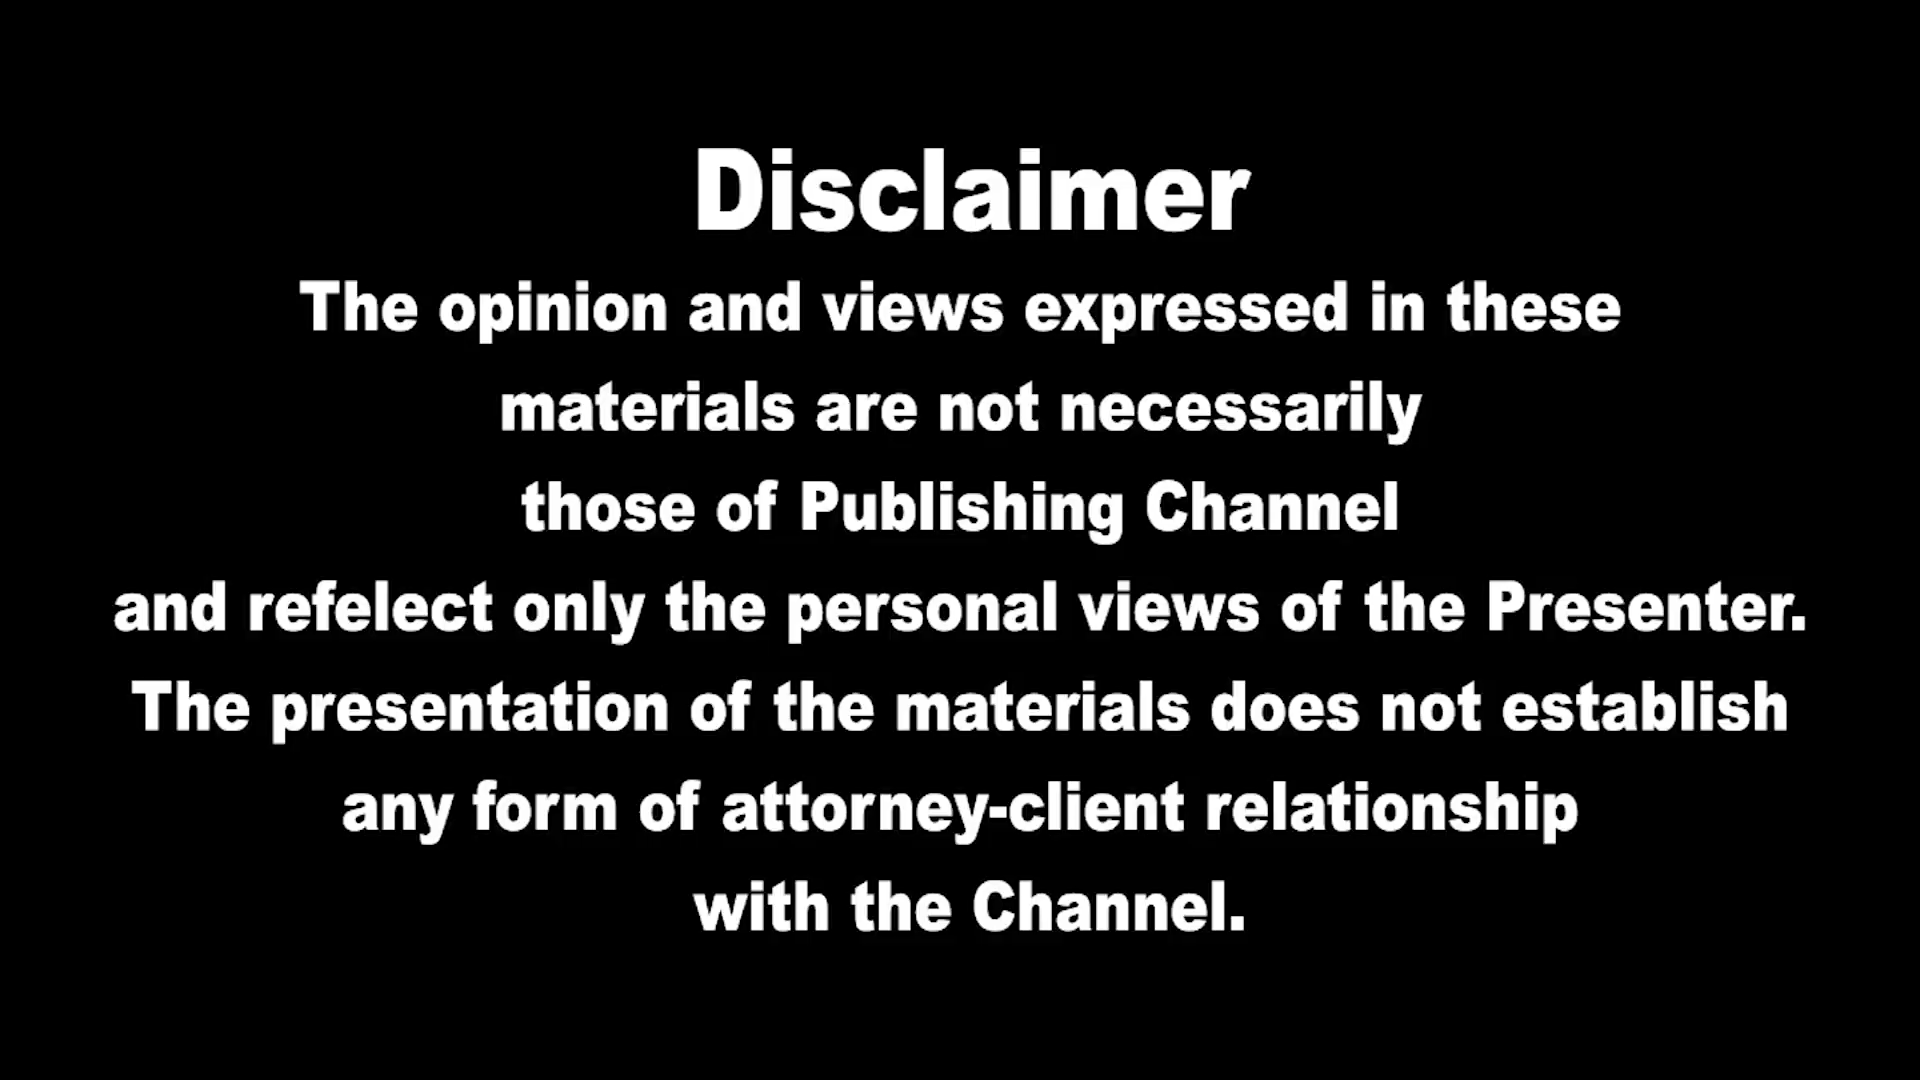 Disclaimer
The opinion and views expressed in these
materials are not necessarily
those of Publishing Channel
and refelect only the personal views of the Presenter.
The presentation of the materials does not establish
any form of attorney-client relationship
with the Channel.